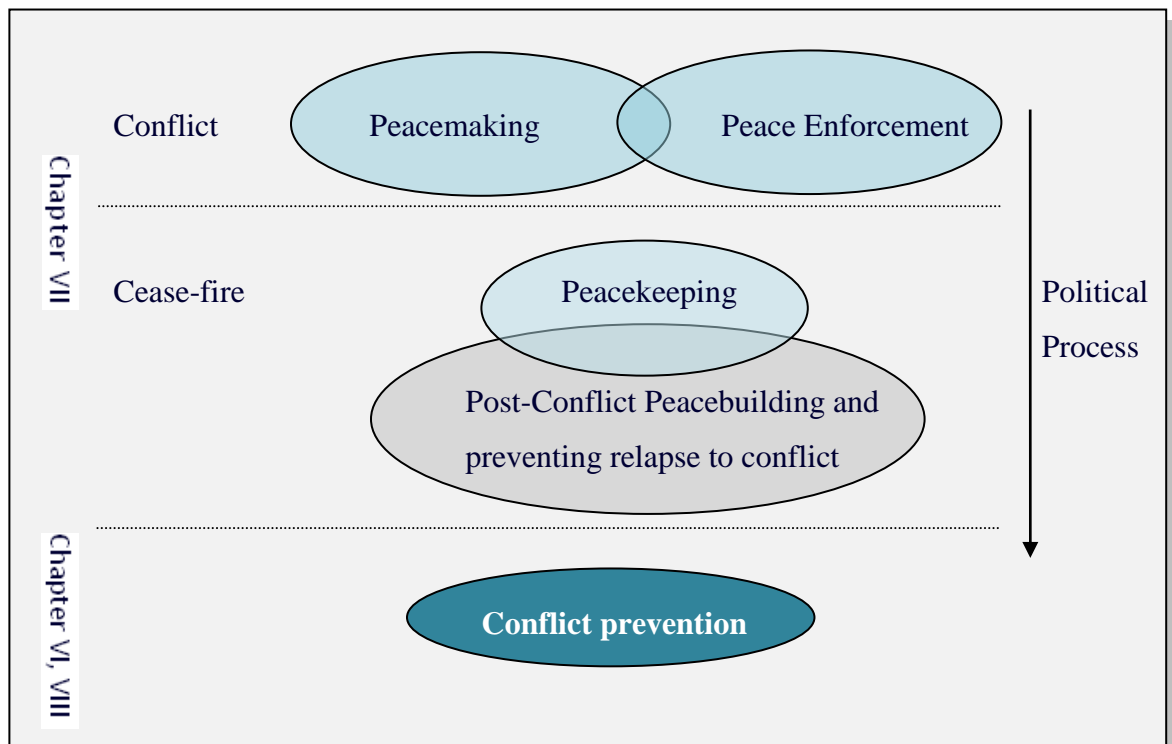 Conflict
Peacemaking
Peace Enforcement
Chapter VII
Cease-fire
Peacekeeping
Political
Process
Post-Conflict Peacebuilding and
preventing relapse to conflict
Chapter VI, VIII
Conflict prevention